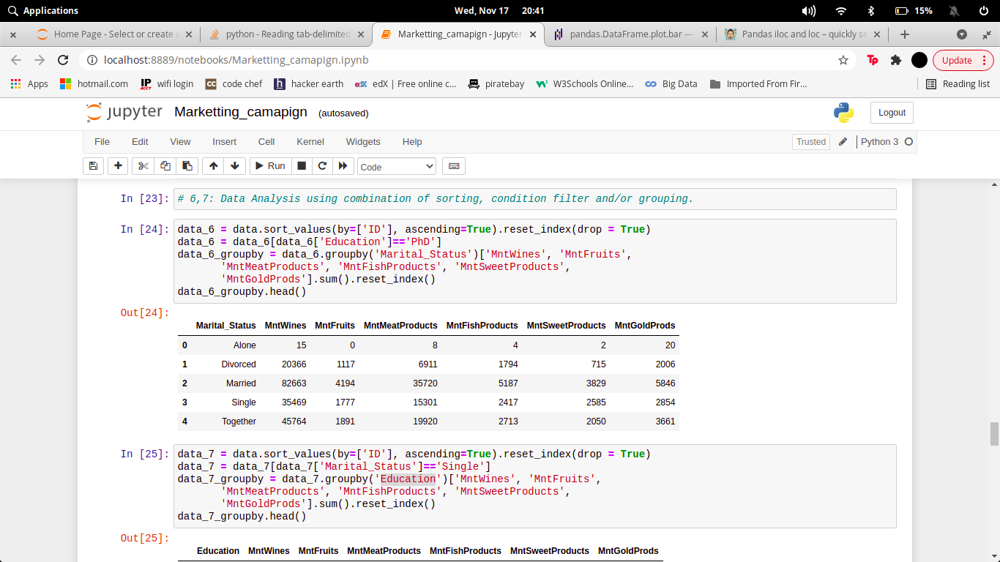 Applications
Wed, Nov 17 20:41
15%
Home Page - Select or create a
python - Reading tab-delimited
Marketting_camapign - Jupyter
pandas.DataFrame.plot.bar —
Pandas iloc and loc – quickly se
localhost:8889/notebooks/Marketting_camapign.ipynb
Tp
Update
Apps
hotmail.com
IP ACCT wifi login
CC code chef
h hacker earth
edX edX | Free online c...
piratebay
W3Schools Online...
Big Data
Imported From Fir...
Reading list
jupyter Marketting_camapign (autosaved)
Logout
File Edit View Insert Cell Kernel Widgets Help
Trusted
Python 3
Run
Code
In [23]: # 6,7: Data Analysis using combination of sorting, condition filter and/or grouping.
In [24]: data_6 = data.sort_values(by=['ID'], ascending=True).reset_index(drop = True)
data_6 = data_6[data_6['Education']=='PhD']
data_6_groupby = data_6.groupby('Marital_Status')['MntWines', 'MntFruits',
'MntMeatProducts', 'MntFishProducts', 'MntSweetProducts',
'MntGoldProds'].sum().reset_index()
data_6_groupby.head()
Out[24]:
Marital_Status MntWines MntFruits MntMeatProducts MntFishProducts MntSweetProducts MntGoldProds
0 Alone 15 0 8 4 2 20
1 Divorced 20366 1117 6911 1794 715 2006
2 Married 82663 4194 35720 5187 3829 5846
3 Single 35469 1777 15301 2417 2585 2854
4 Together 45764 1891 19920 2713 2050 3661
In [25]: data_7 = data.sort_values(by=['ID'], ascending=True).reset_index(drop = True)
data_7 = data_7[data_7['Marital_Status']=='Single']
data_7_groupby = data_7.groupby('Education')['MntWines', 'MntFruits',
'MntMeatProducts', 'MntFishProducts', 'MntSweetProducts',
'MntGoldProds'].sum().reset_index()
data_7_groupby.head()
Out[25]:
Education MntWines MntFruits MntMeatProducts MntFishProducts MntSweetProducts MntGoldProds